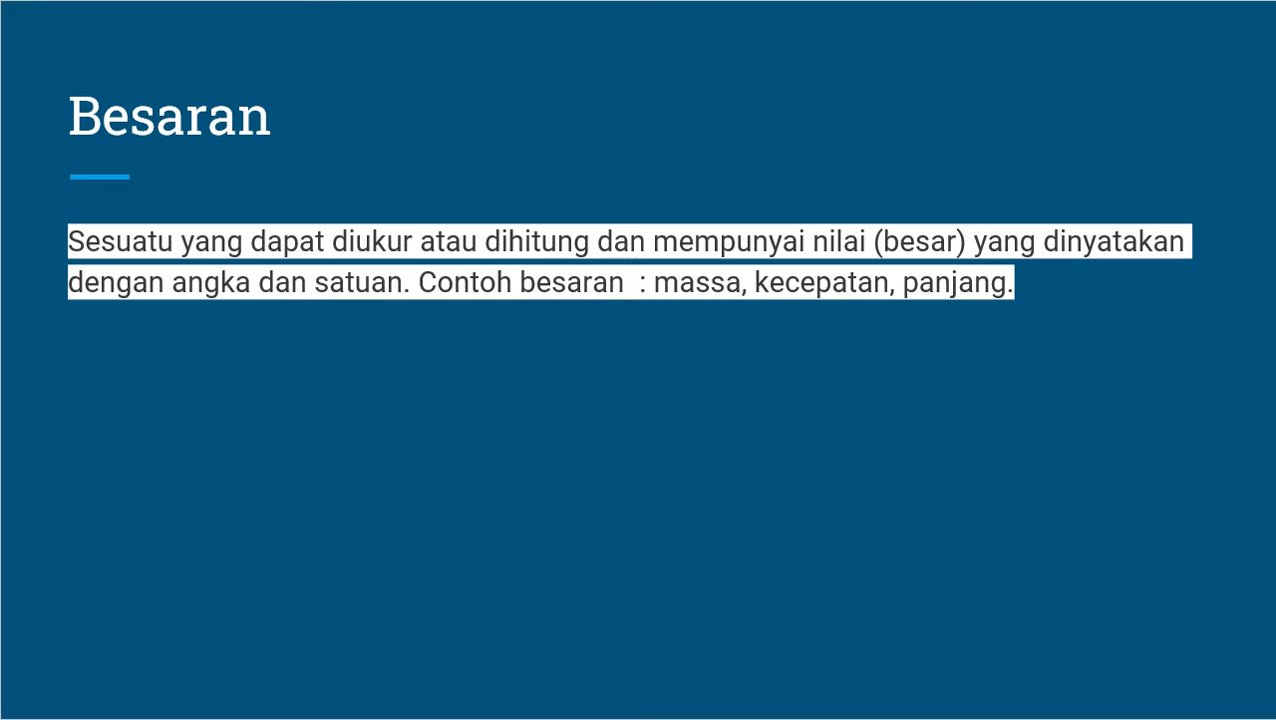 Besaran
Sesuatu yang dapat diukur atau dihitung dan mempunyai nilai (besar) yang dinyatakan
dengan angka dan satuan. Contoh besaran  : massa, kecepatan, panjang.